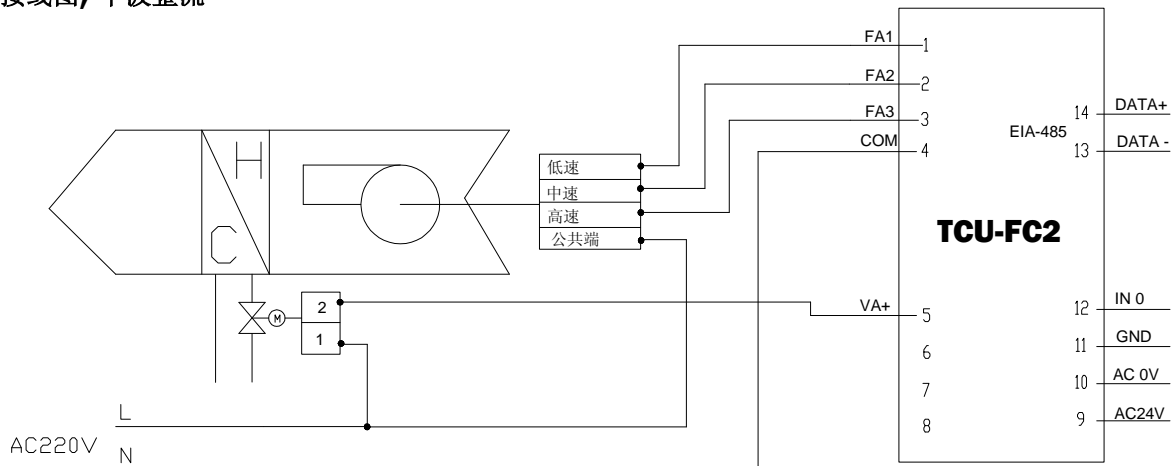 FA1
1
FA2
2
FA3
3
COM
4
EIA-485
14 DATA+
13 DATA -
H
C
低速
中速
高速
公共端
TCU-FC2
2
1
M
VA+
5
6
7
8
12 IN 0
11 GND
10 AC 0V
9 AC24V
L
AC220V
N